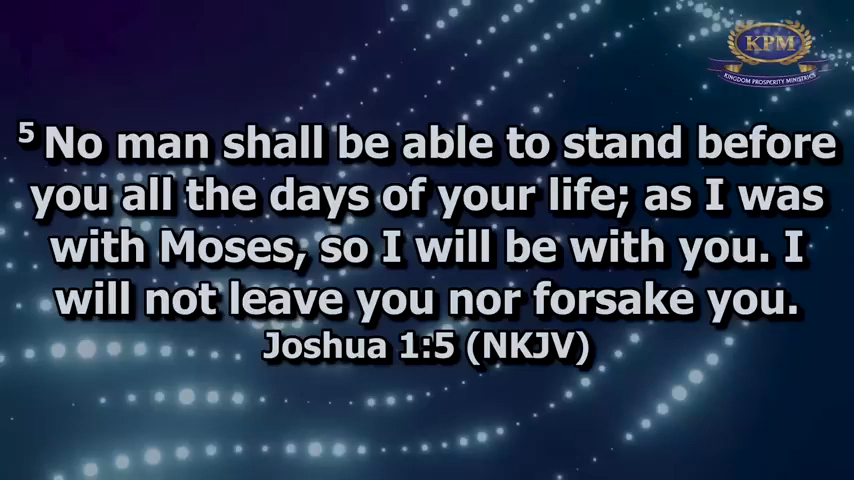 KPM
KINGDOM PROSPERITY MINISTRIES
5 No man shall be able to stand before
you all the days of your life; as I was
with Moses, so I will be with you. I
will not leave you nor forsake you.
Joshua 1:5 (NKJV)